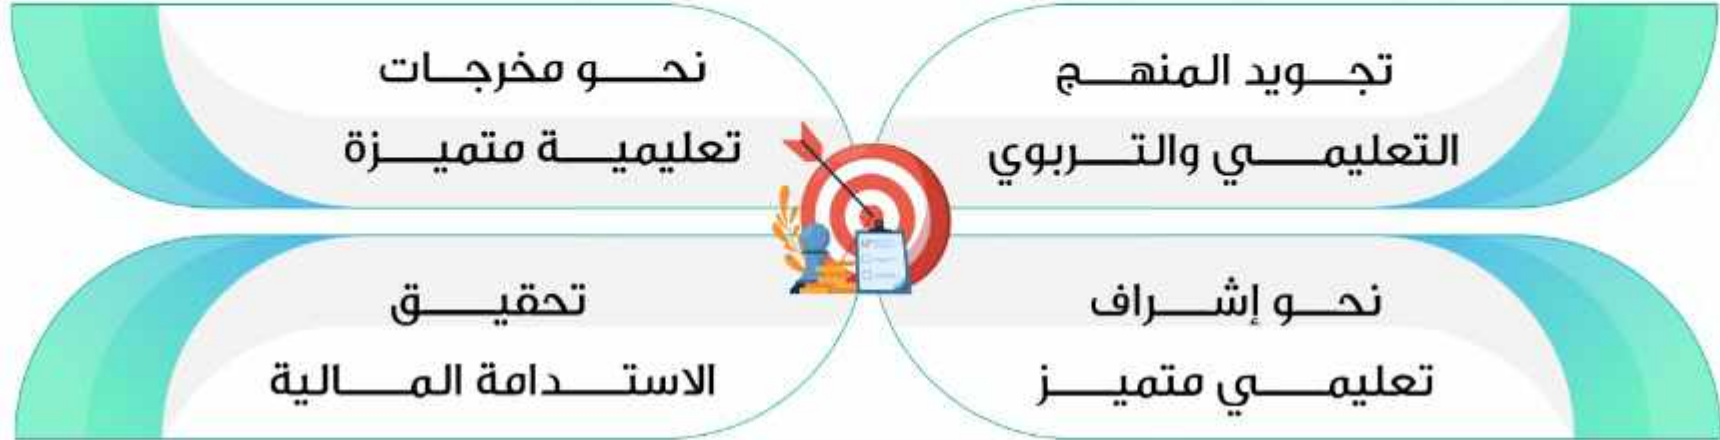 تجويد المنهج
التعليمي والتربوي
نحو مخرجات
تعليمية متميزة
نحو إشراف
تعليمي متميز
تحقيق
الاستدامة المالية